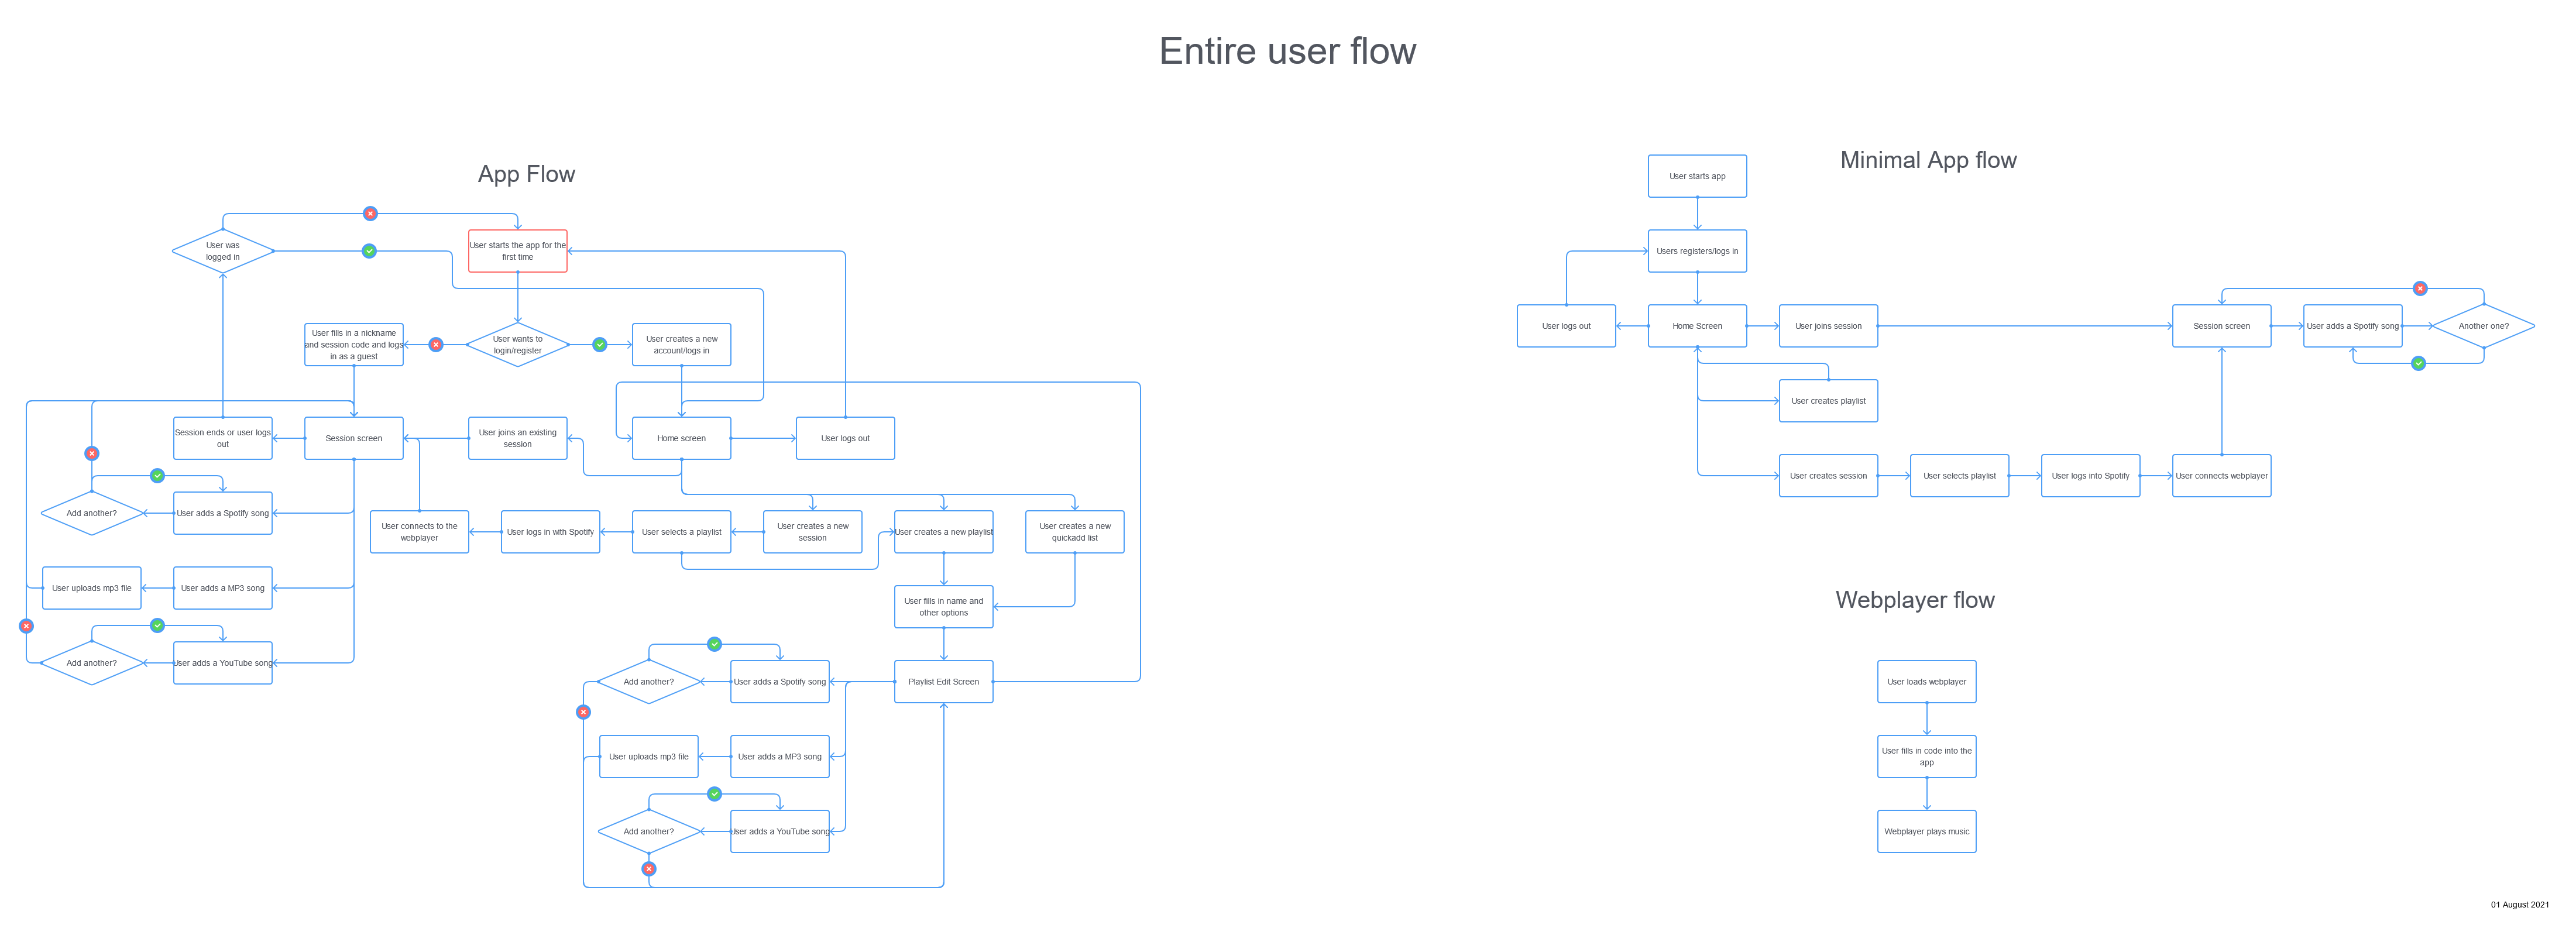 Entire user flow
App Flow
User was
logged in
User starts the app for the
first time
User fills in a nickname
and session code and logs
in as a guest
User wants to
login/register
User creates a new
account/logs in
Session ends or user logs
out
Session screen
User joins an existing
session
Home screen
User logs out
Add another?
User adds a Spotify song
User connects to the
webplayer
User logs in with Spotify
User selects a playlist
User creates a new
session
User creates a new playlist
User creates a new
quickadd list
User uploads mp3 file
User adds a MP3 song
User fills in name and
other options
Add another?
User adds a YouTube song
Add another?
User adds a Spotify song
Playlist Edit Screen
User uploads mp3 file
User adds a MP3 song
Add another?
User adds a YouTube song
Minimal App flow
User starts app
Users registers/logs in
User logs out
Home Screen
User joins session
Session screen
User adds a Spotify song
Another one?
User creates playlist
User creates session
User selects playlist
User logs into Spotify
User connects webplayer
Webplayer flow
User loads webplayer
User fills in code into the
app
Webplayer plays music
01 August 2021